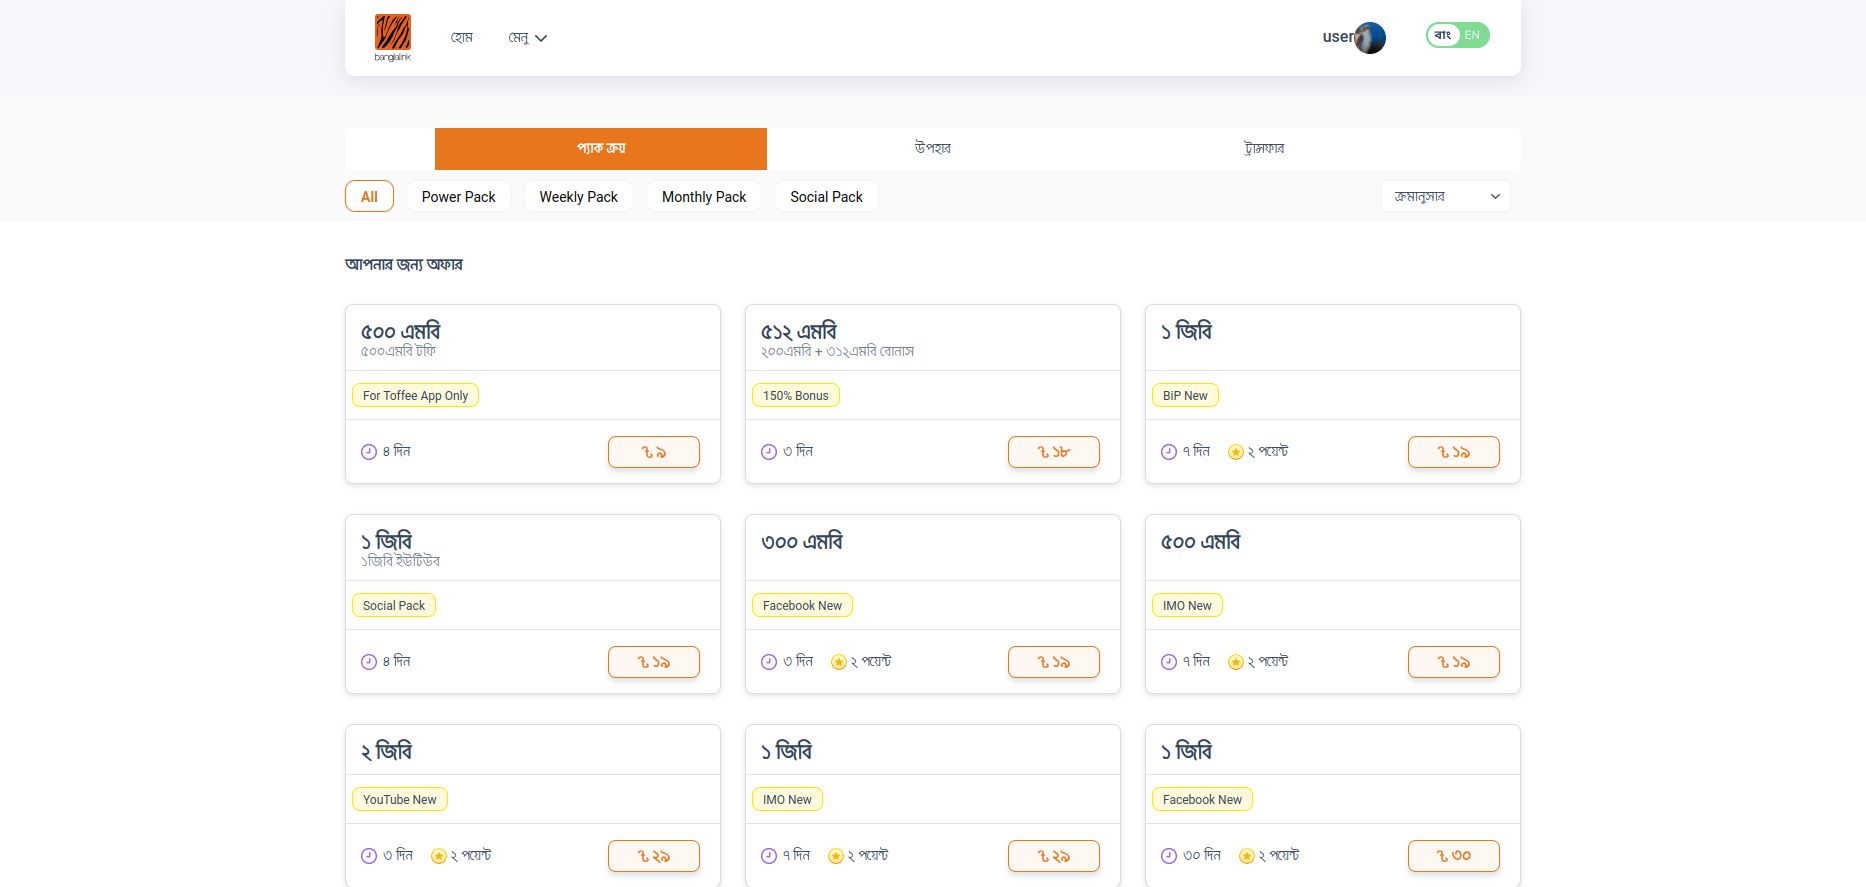 banglalink
হোম
মেনু
user
বাং EN
প্যাক ক্রয়
উপহার
ট্রান্সফার
All
Power Pack
Weekly Pack
Monthly Pack
Social Pack
ক্রমানুসার
আপনার জন্য অফার
৫০০ এমবি
৫০০এমবি টফি
For Toffee App Only
৪ দিন
৳ ৯
৫১২ এমবি
২০০এমবি + ৩১২এমবি বোনাস
150% Bonus
৩ দিন
৳ ১৮
১ জিবি
BiP New
৭ দিন
২ পয়েন্ট
৳ ১৯
১ জিবি
১জিবি ইউটিউব
Social Pack
৪ দিন
৳ ১৯
৩০০ এমবি
Facebook New
৩ দিন
২ পয়েন্ট
৳ ১৯
৫০০ এমবি
IMO New
৭ দিন
২ পয়েন্ট
৳ ১৯
২ জিবি
YouTube New
৩ দিন
২ পয়েন্ট
৳ ২৯
১ জিবি
IMO New
৭ দিন
২ পয়েন্ট
৳ ২৯
১ জিবি
Facebook New
৩০ দিন
২ পয়েন্ট
৳ ৩০